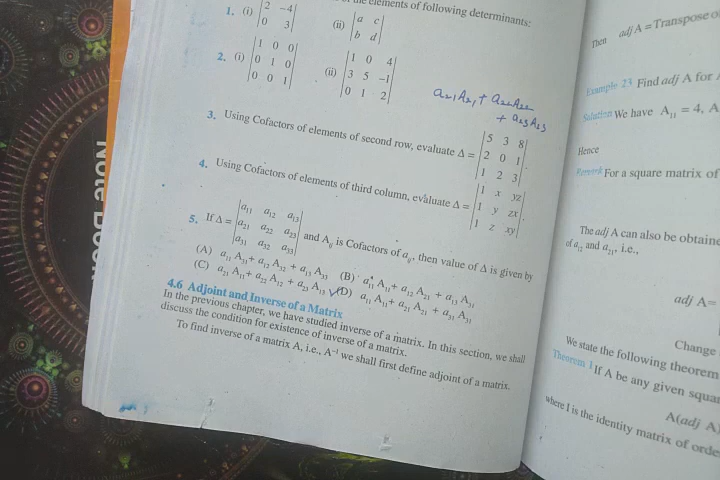 elements of following determinants:
1. (i) |2 -4|
|0 3|
(ii) |a c|
|b d|
2. (i) |1 0 0|
|0 1 0|
|0 0 1|
(ii) |1 0 4|
|3 5 -1|
|0 1 2|
a₂₁A₂₁ + a₂₂A₂₂
+ a₂₃A₂₃
3. Using Cofactors of elements of second row, evaluate Δ = |5 3 8|
|2 0 1|
|1 2 3|.
4. Using Cofactors of elements of third column, evaluate Δ = |1 x yz|
|1 y zx|
|1 z xy|.
5. If Δ = |a₁₁ a₁₂ a₁₃|
|a₂₁ a₂₂ a₂₃|
|a₃₁ a₃₂ a₃₃| and Aᵢⱼ is Cofactors of aᵢⱼ, then value of Δ is given by
(A) a₁₁ A₃₁ + a₁₂ A₃₂ + a₁₃ A₃₃ (B) a₁₁ A₁₁ + a₁₂ A₂₁ + a₁₃ A₃₁
(C) a₂₁ A₁₁ + a₂₂ A₁₂ + a₂₃ A₁₃ (D) a₁₁ A₁₁ + a₂₁ A₂₁ + a₃₁ A₃₁
4.6 Adjoint and Inverse of a Matrix
In the previous chapter, we have studied inverse of a matrix. In this section, we shall
discuss the condition for existence of inverse of a matrix.
To find inverse of a matrix A, i.e., A⁻¹ we shall first define adjoint of a matrix.
Then adj A = Transpose o
Example 23 Find adj A for
Solution We have A₁₁ = 4, A
Hence
Remark For a square matrix of
The adj A can also be obtaine
of a₁₂ and a₂₁, i.e.,
adj A =
Change
We state the following theorem
Theorem 1 If A be any given squar
A(adj A
where I is the identity matrix of orde
Note Book